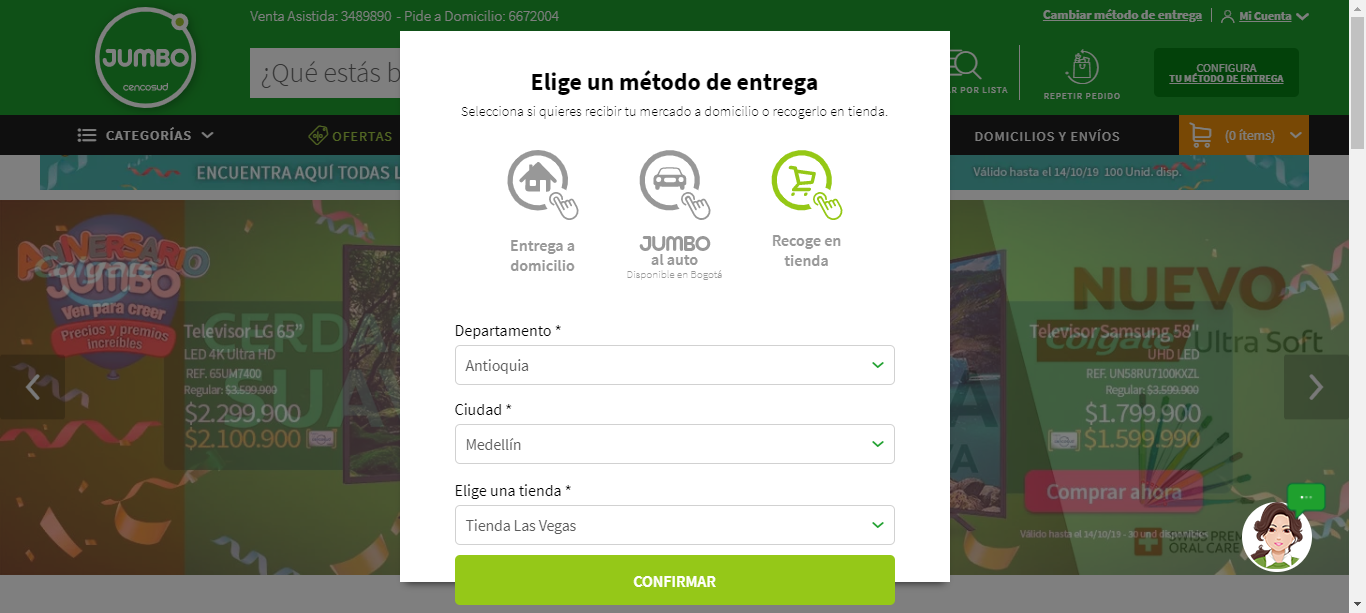 Venta Asistida: 3489890 - Pide a Domicilio: 6672004
Cambiar método de entrega
Mi Cuenta
JUMBO
cencosud
¿Qué estás b
R POR LISTA
REPETIR PEDIDO
CONFIGURA
TU MÉTODO DE ENTREGA
CATEGORÍAS
OFERTAS
DOMICILIOS Y ENVÍOS
(0 ítems)
ENCUENTRA AQUÍ TODAS L
Válido hasta el 14/10/19 100 Unid. disp.
Elige un método de entrega
Selecciona si quieres recibir tu mercado a domicilio o recogerlo en tienda.
Entrega a
domicilio
JUMBO
al auto
Disponible en Bogotá
Recoge en
tienda
Departamento *
Antioquia
Ciudad *
Medellín
Elige una tienda *
Tienda Las Vegas
CONFIRMAR
ANIVERSARIO
JUMBO
Ven para creer
Precios y premios
increíbles
Televisor LG 65”
LED 4K Ultra HD
REF. 65UM7400
Regular: $3.599.900
$2.299.900
$2.100.900
CERDA
SUA
NUEVO
Colgate Ultra Soft
Televisor Samsung 58"
UHD LED
REF. UN58RU7100KXZL
Regular: $3.599.900
$1.799.900
$1.599.990
Comprar ahora
Válido hasta el 14/10/19 - 30 und disponibles
SWISS PREM
ORAL CARE